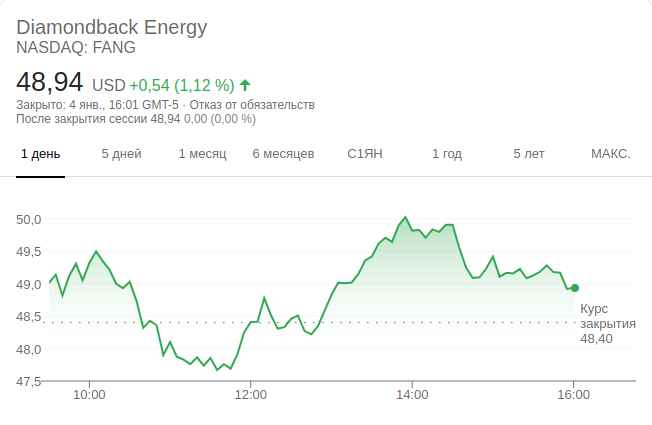 Diamondback Energy
NASDAQ: FANG
48,94 USD +0,54 (1,12 %)
Закрыто: 4 янв., 16:01 GMT-5 · Отказ от обязательств
После закрытия сессии 48,94 0,00 (0,00 %)
1 день 5 дней 1 месяц 6 месяцев С1ЯН 1 год 5 лет МАКС.
50,0
49,5
49,0
48,5
48,0
47,5
Курс
закрытия
48,40
10:00 12:00 14:00 16:00